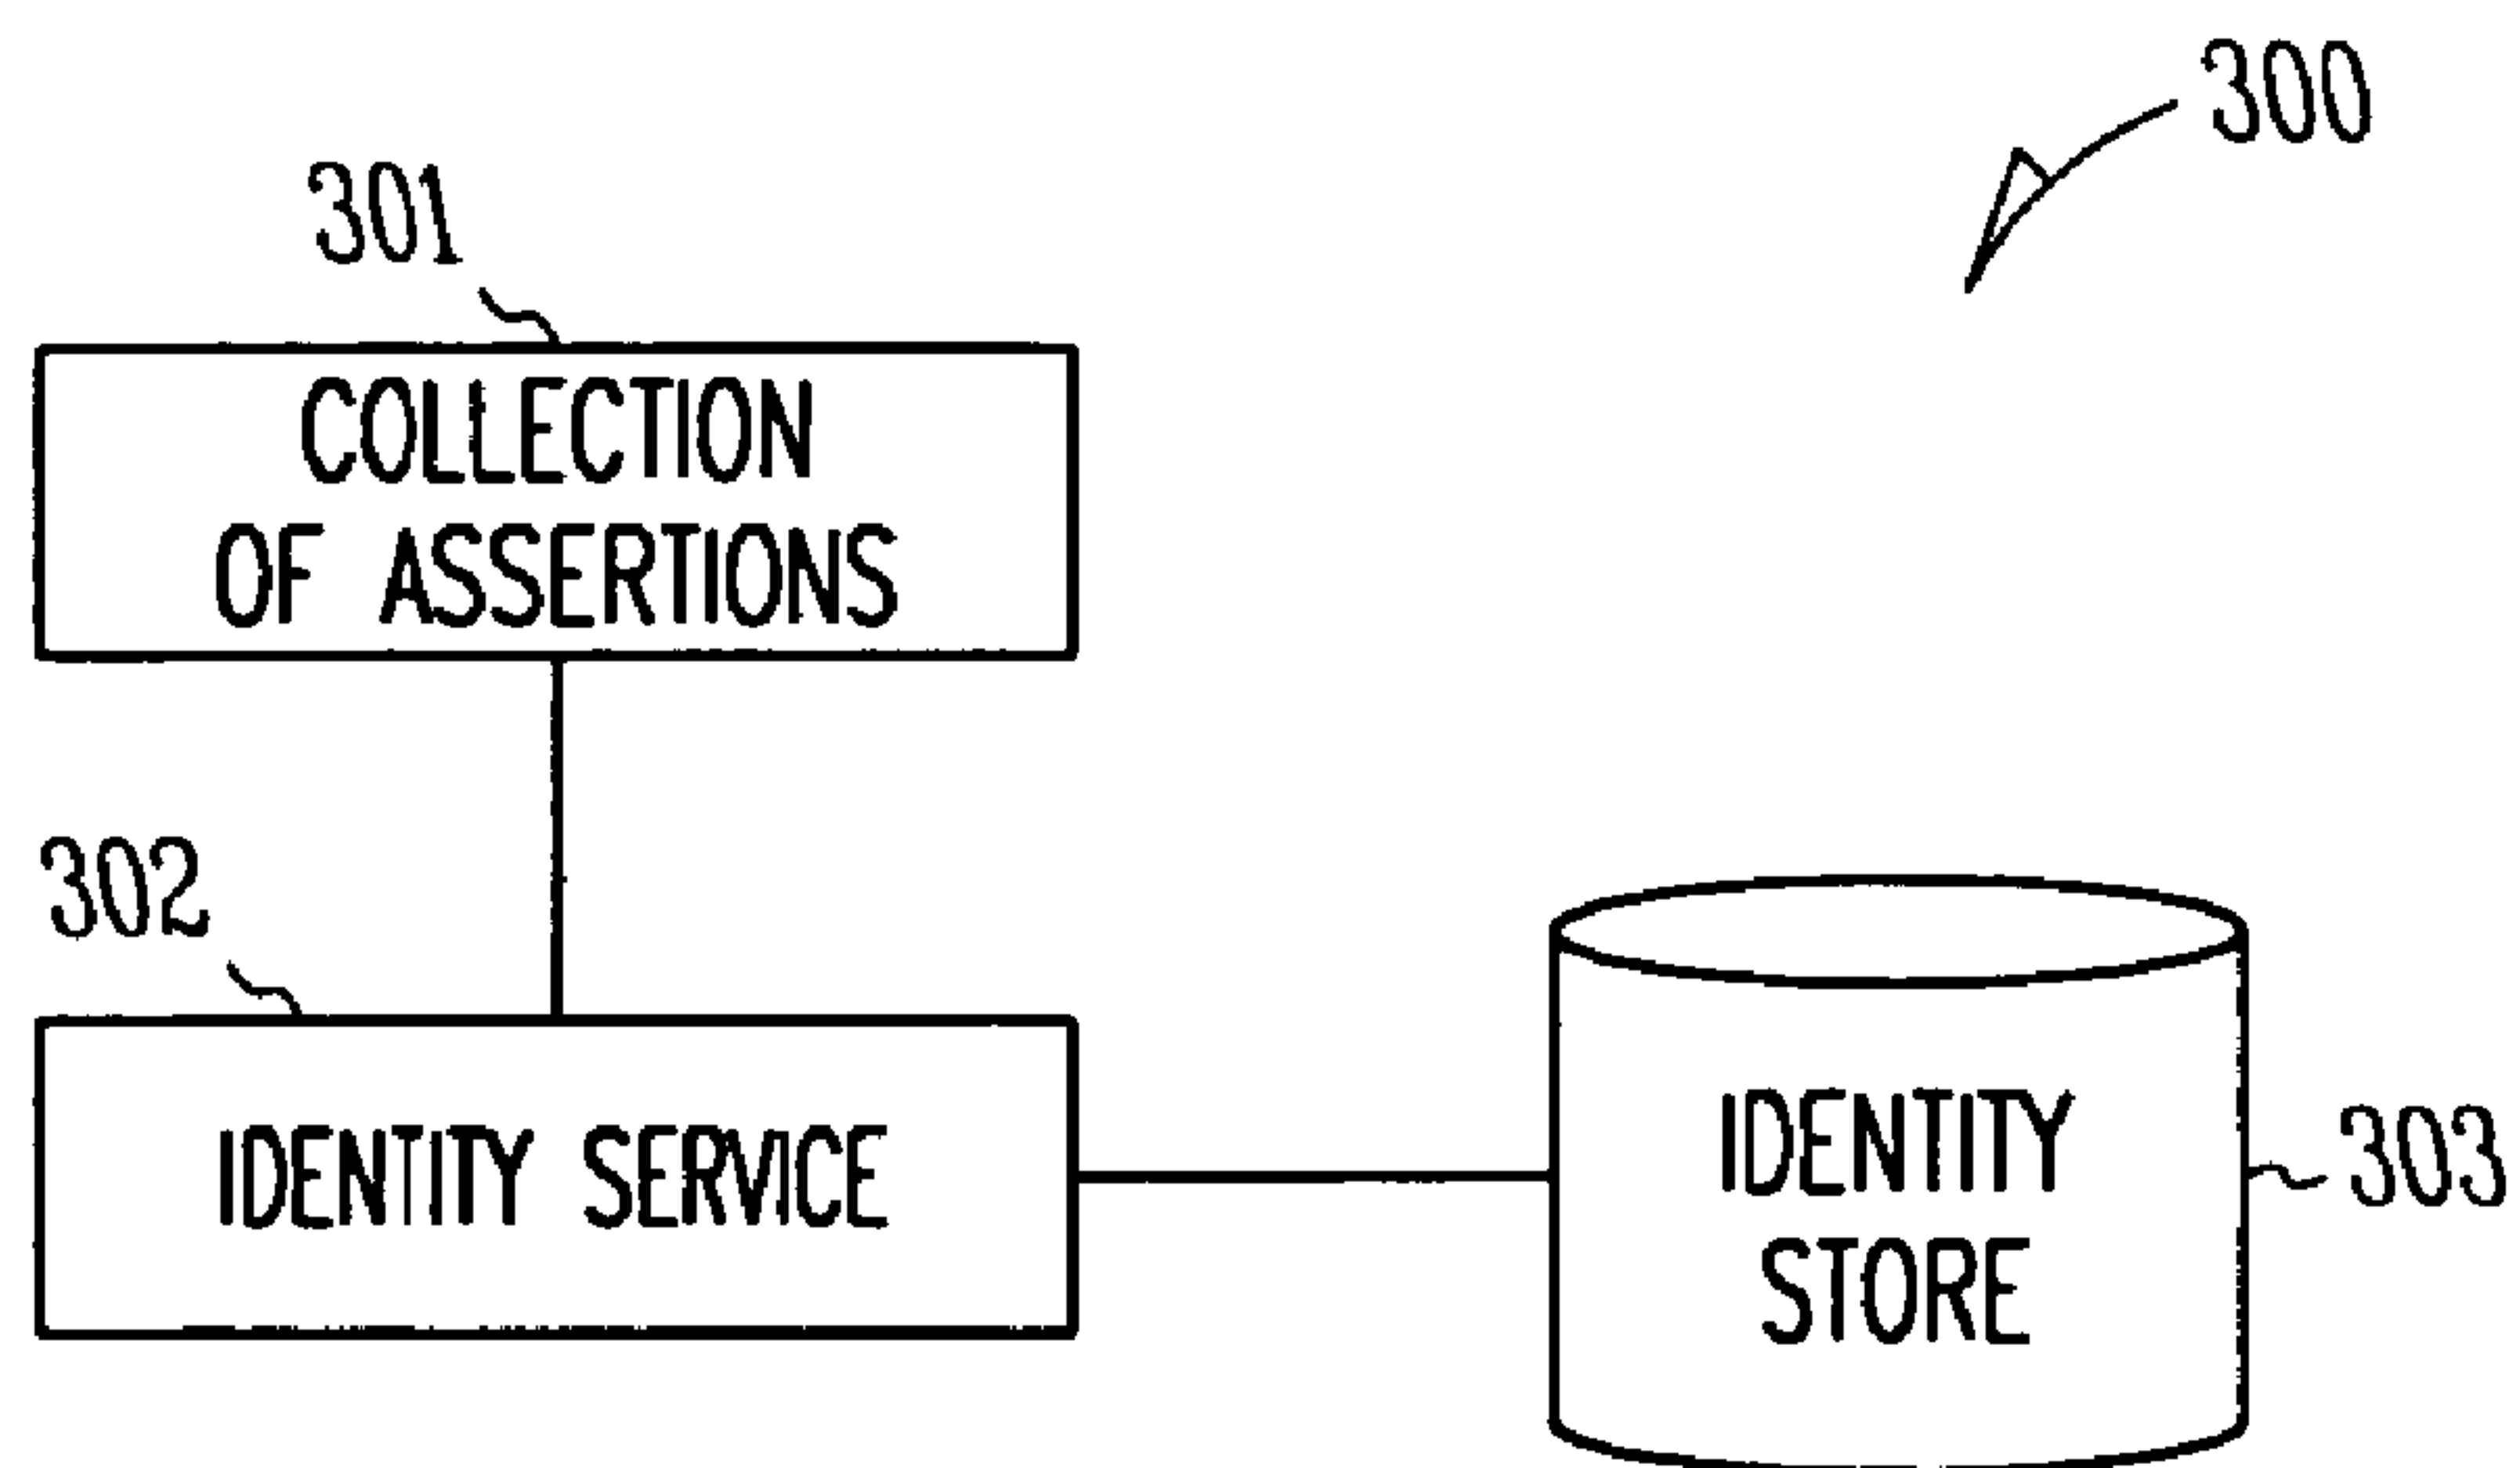 300
301
COLLECTION
OF ASSERTIONS
302
IDENTITY SERVICE
IDENTITY
STORE
303